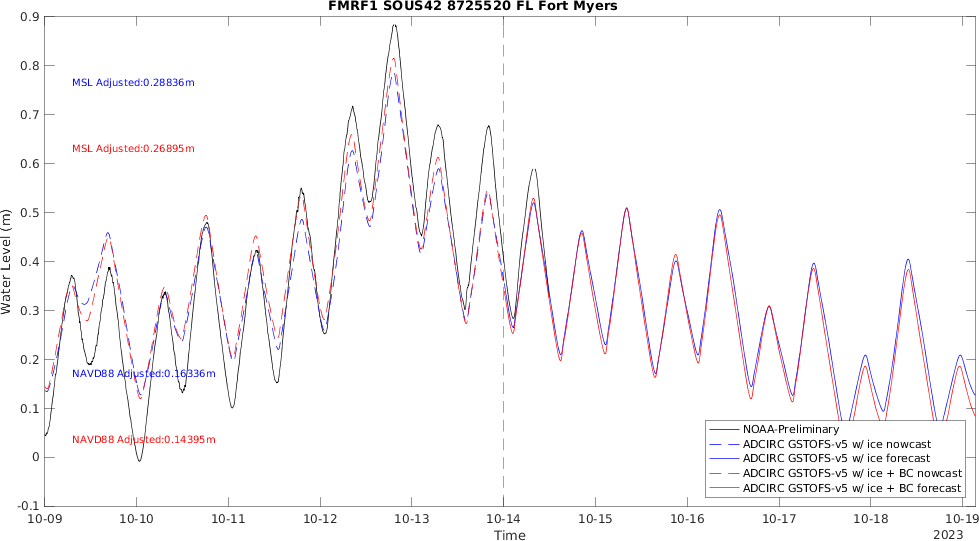 FMRF1 SOUS42 8725520 FL Fort Myers
0.9
0.8
0.7
0.6
0.5
0.4
0.3
0.2
0.1
0
-0.1
Water Level (m)
MSL Adjusted:0.28836m
MSL Adjusted:0.26895m
NAVD88 Adjusted:0.16336m
NAVD88 Adjusted:0.14395m
NOAA-Preliminary
ADCIRC GSTOFS-v5 w/ ice nowcast
ADCIRC GSTOFS-v5 w/ ice forecast
ADCIRC GSTOFS-v5 w/ ice + BC nowcast
ADCIRC GSTOFS-v5 w/ ice + BC forecast
10-09 10-10 10-11 10-12 10-13 10-14 10-15 10-16 10-17 10-18 10-19
Time
2023